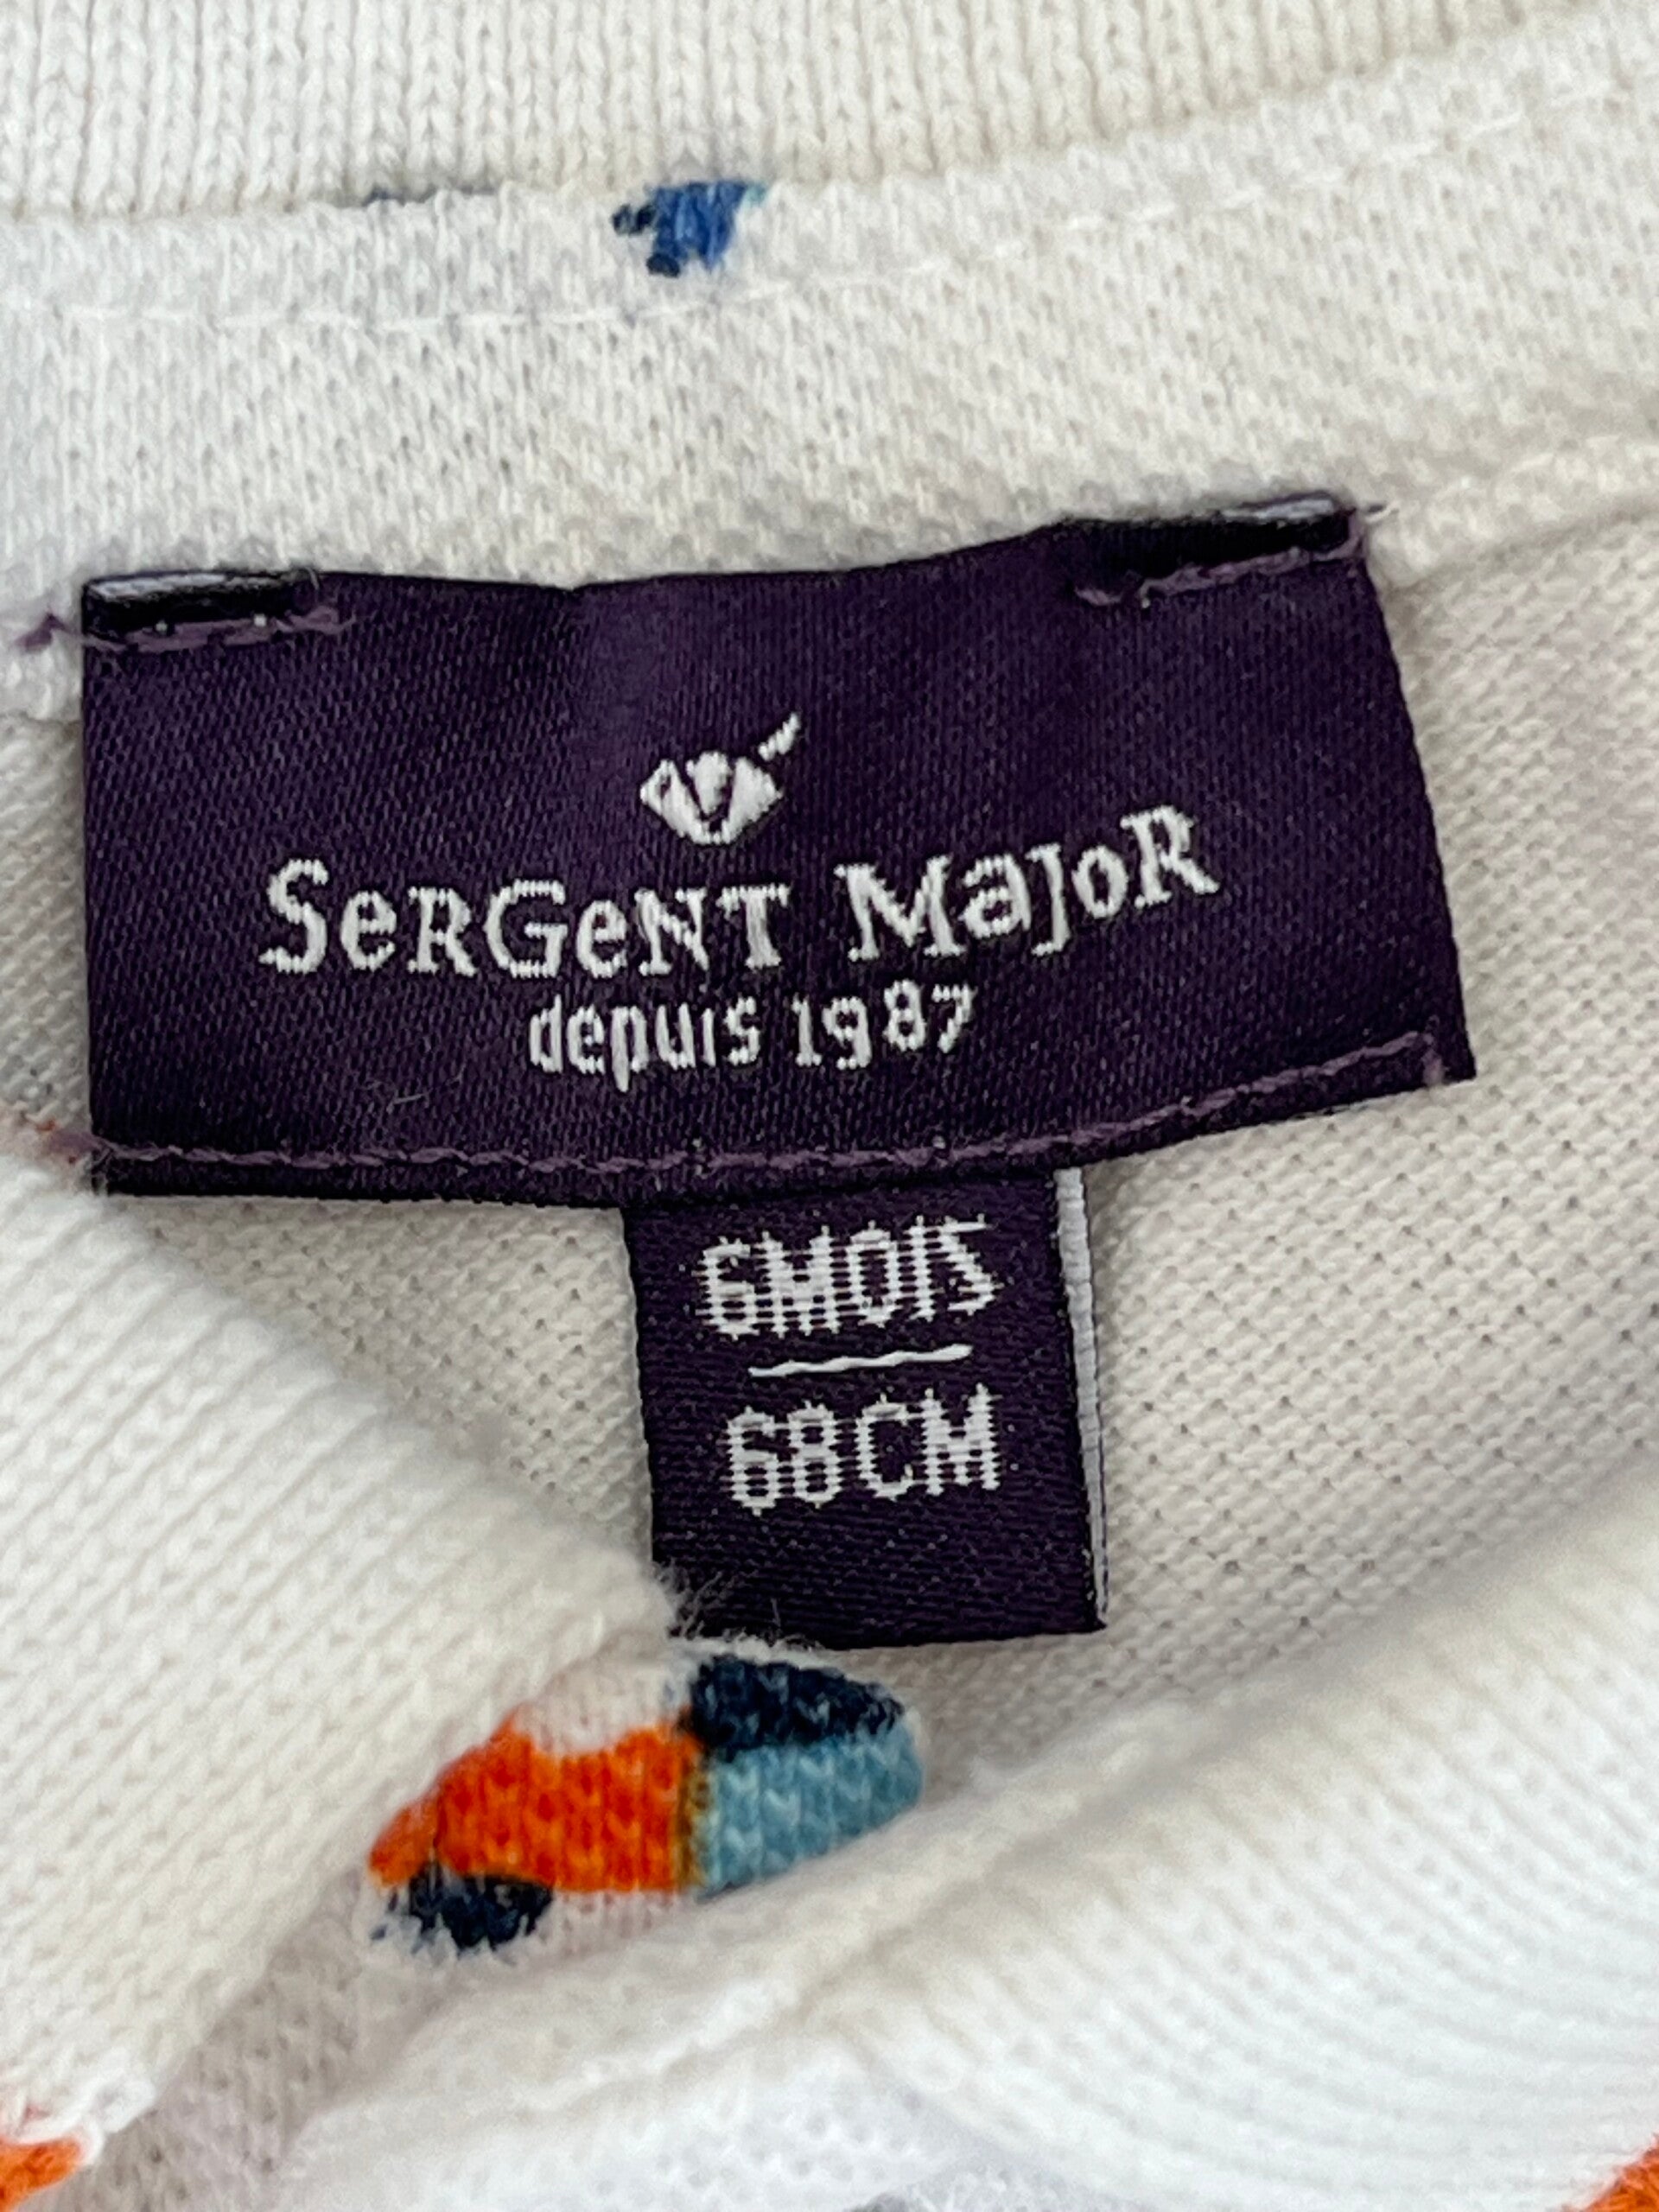 SeRGeNT MajoR
depuis 1987
6MOIS
68CM